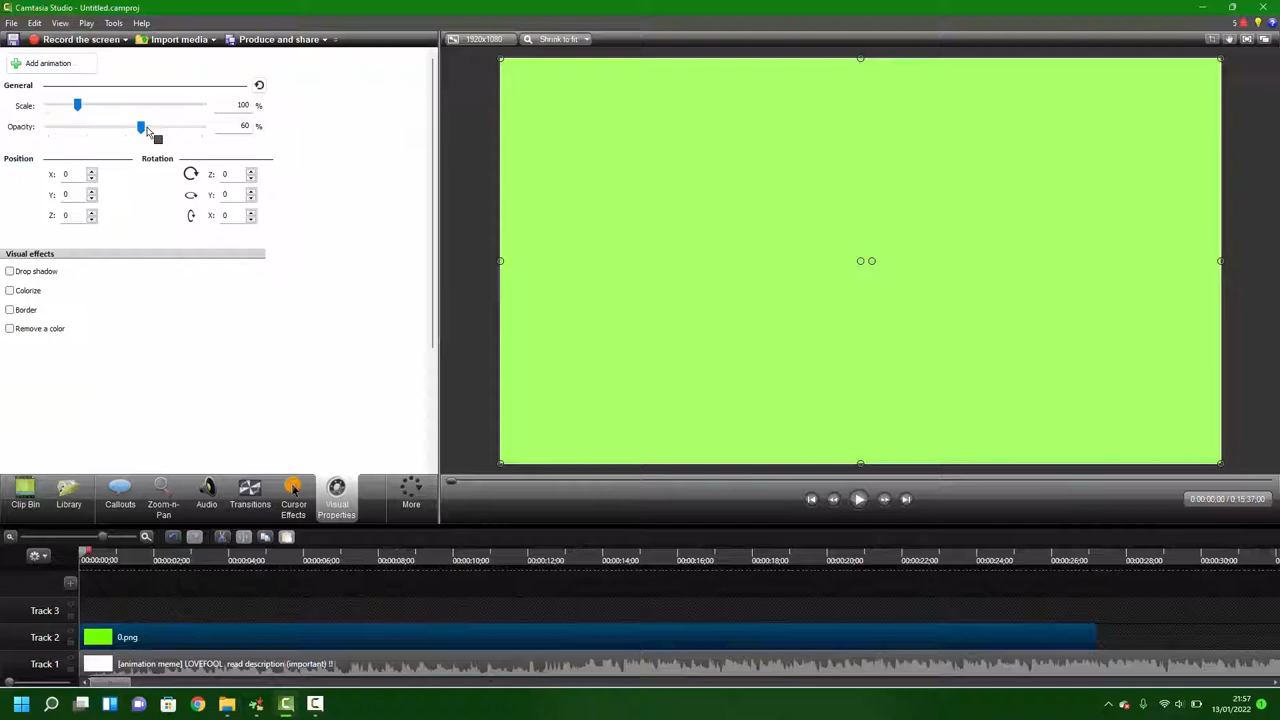 Camtasia Studio - Untitled.camproj
File Edit View Play Tools Help
5
Record the screen Import media Produce and share
1920x1080 Shrink to fit
Add animation
General
Scale: 100 %
Opacity: 60 %
Position Rotation
X: 0 Z: 0
Y: 0 Y: 0
Z: 0 X: 0
Visual effects
Drop shadow
Colorize
Border
Remove a color
Clip Bin Library Callouts Zoom-n-Pan Audio Transitions Cursor Effects Visual Properties More
0:00:00;00 / 0:15:37;00
00:00:00;00 00:00:02;00 00:00:04;00 00:00:06;00 00:00:08;00 00:00:10;00 00:00:12;00 00:00:14;00 00:00:16;00 00:00:18;00 00:00:20;00 00:00:22;00 00:00:24;00 00:00:26;00 00:00:28;00 00:00:30;00
Track 3
Track 2 0.png
Track 1 [animation meme] LOVEFOOL read description (important) !!
21:57
13/01/2022
1